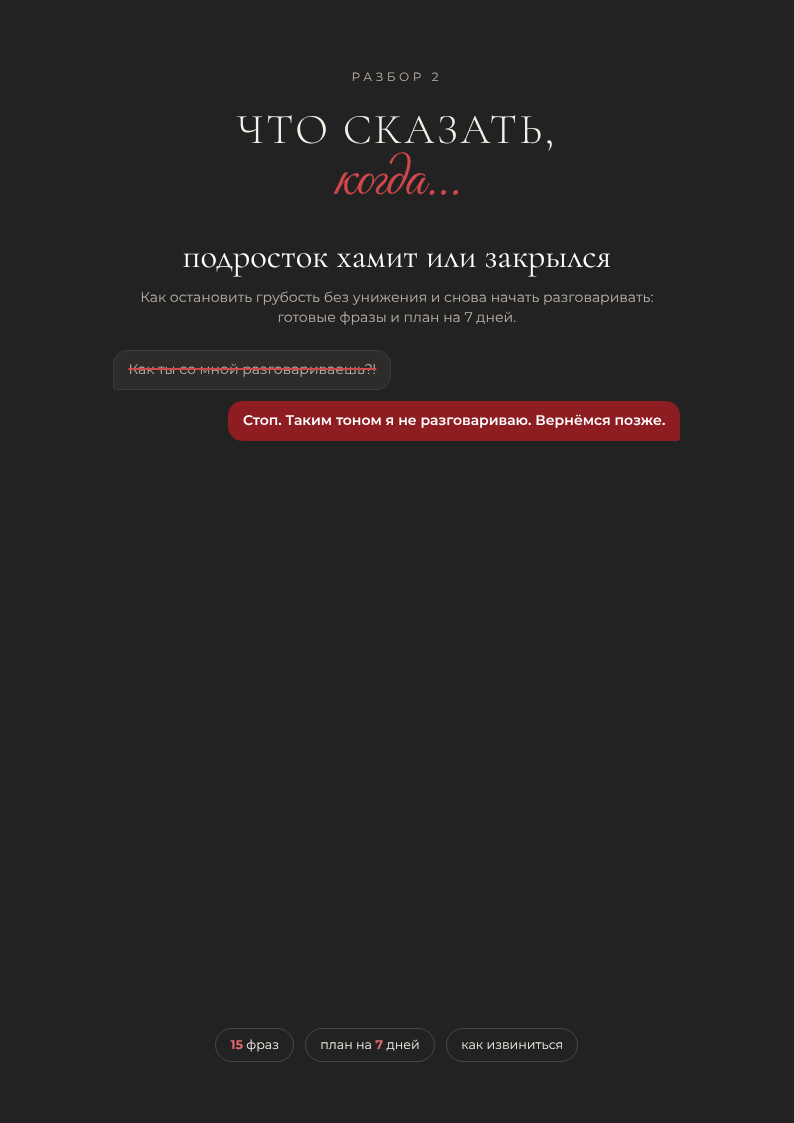 РАЗБОР 2
ЧТО СКАЗАТЬ,
когда...
подросток хамит или закрылся
Как остановить грубость без унижения и снова начать разговаривать:
готовые фразы и план на 7 дней.
Как ты со мной разговариваешь?!
Стоп. Таким тоном я не разговариваю. Вернёмся позже.
15 фраз
план на 7 дней
как извиниться